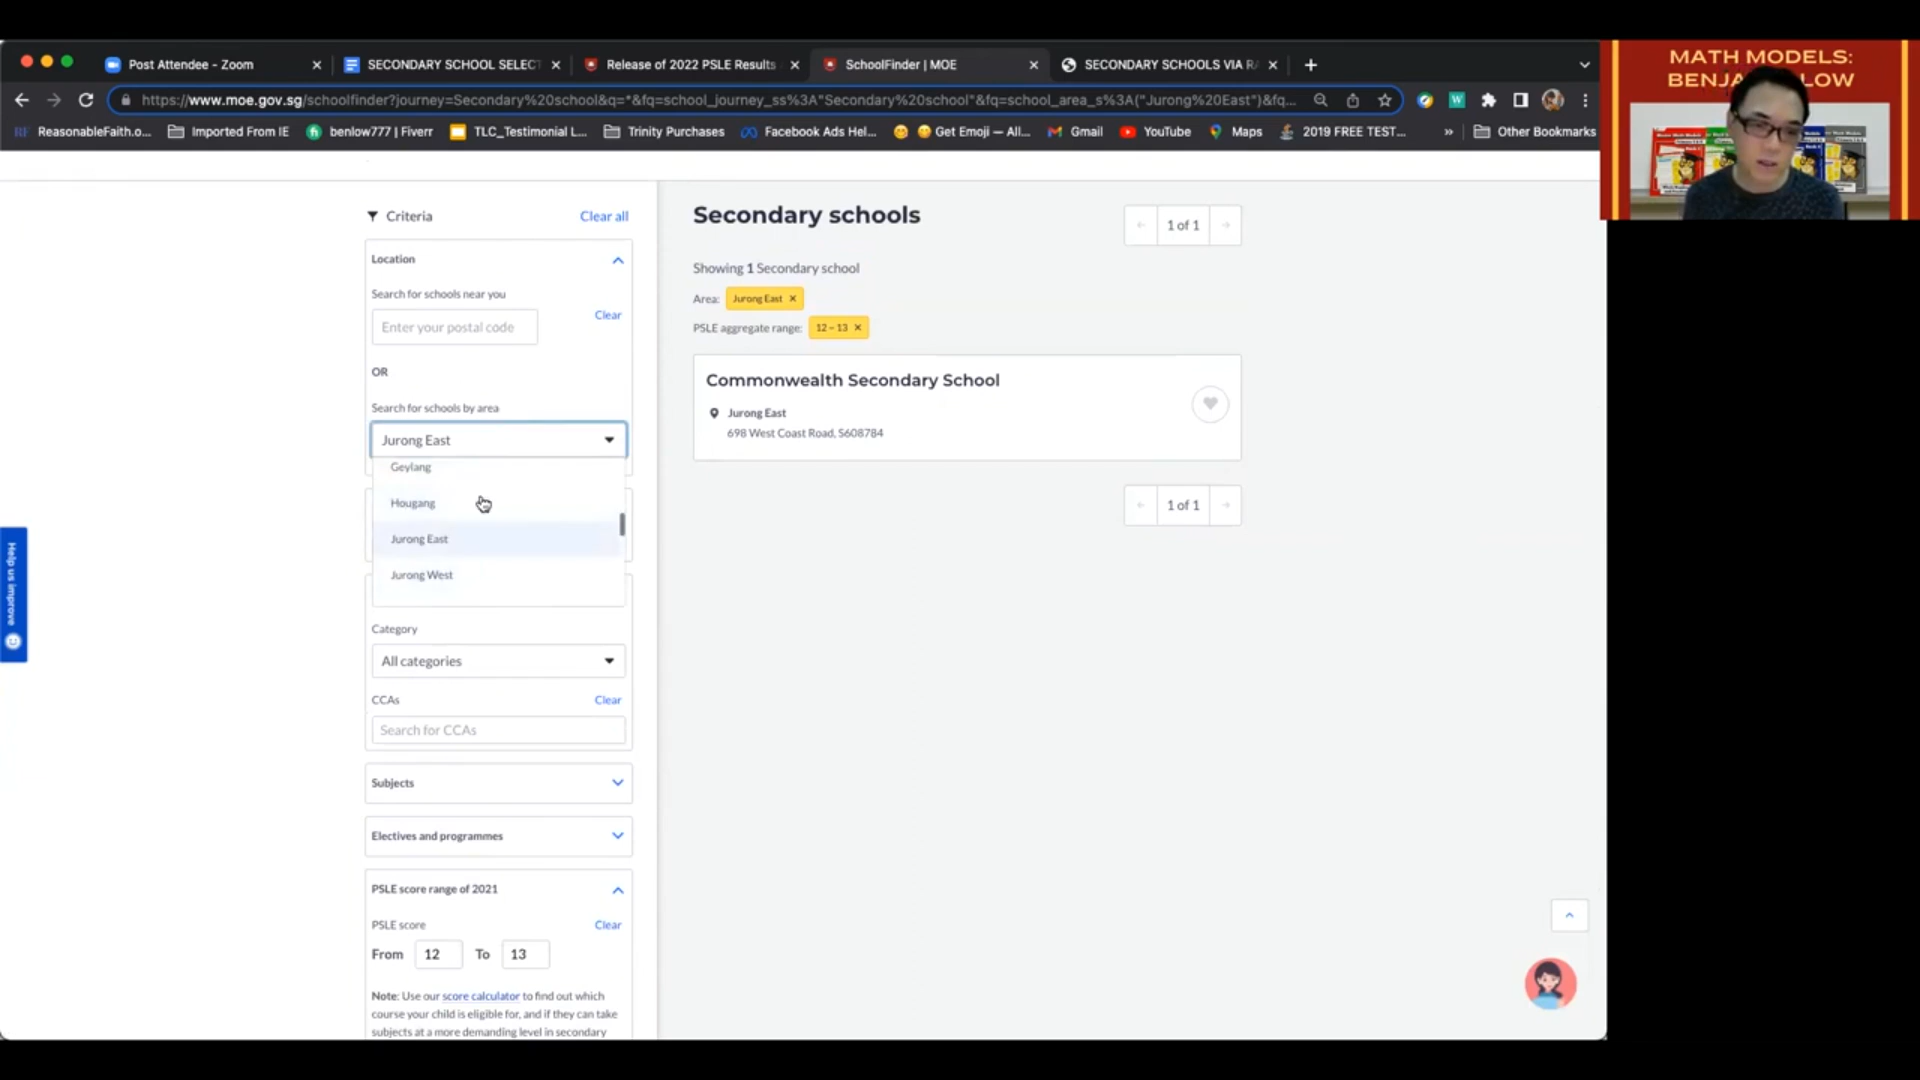 Post Attendee - Zoom
SECONDARY SCHOOL SELECT
Release of 2022 PSLE Results
SchoolFinder | MOE
SECONDARY SCHOOLS VIA RA
https://www.moe.gov.sg/schoolfinder?journey=Secondary%20school&q=*&fq=school_journey_ss%3A"Secondary%20school"&fq=school_area_s%3A("Jurong%20East")&fq...
RF ReasonableFaith.o...
Imported From IE
benlow777 | Fiverr
TLC_Testimonial L...
Trinity Purchases
Facebook Ads Hel...
Get Emoji — All...
Gmail
YouTube
Maps
2019 FREE TEST...
»
Other Bookmarks
MATH MODELS:
LOW
Criteria
Clear all
Location
Search for schools near you
Clear
Enter your postal code
OR
Search for schools by area
Jurong East
Geylang
Hougang
Jurong East
Jurong West
Category
All categories
CCAs
Clear
Search for CCAs
Subjects
Electives and programmes
PSLE score range of 2021
PSLE score
Clear
From 12 To 13
Note: Use our score calculator to find out which
course your child is eligible for, and if they can take
subjects at a more demanding level in secondary
Secondary schools
1 of 1
Showing 1 Secondary school
Area: Jurong East ×
PSLE aggregate range: 12 – 13 ×
Commonwealth Secondary School
Jurong East
698 West Coast Road, S608784
1 of 1
Help us improve